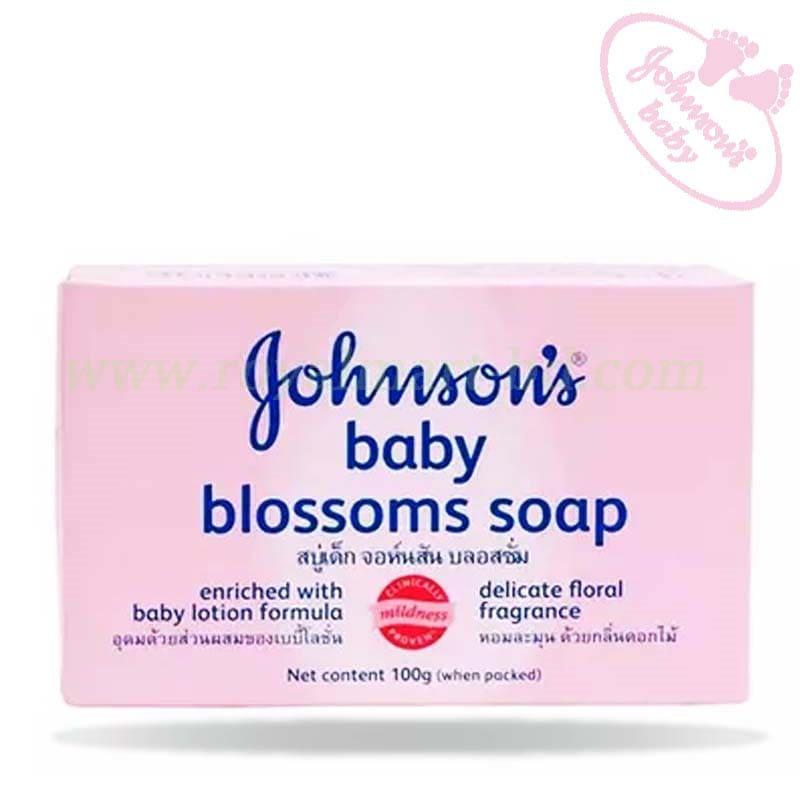 Johnson's
baby
Johnson's®
baby
blossoms soap
สบู่เด็ก จอห์นสัน บลอสซั่ม
enriched with
baby lotion formula
อุดมด้วยส่วนผสมของเบบี้โลชั่น
CLINICALLY
mildness
PROVEN
delicate floral
fragrance
หอมละมุน ด้วยกลิ่นดอกไม้
Net content 100g (when packed)